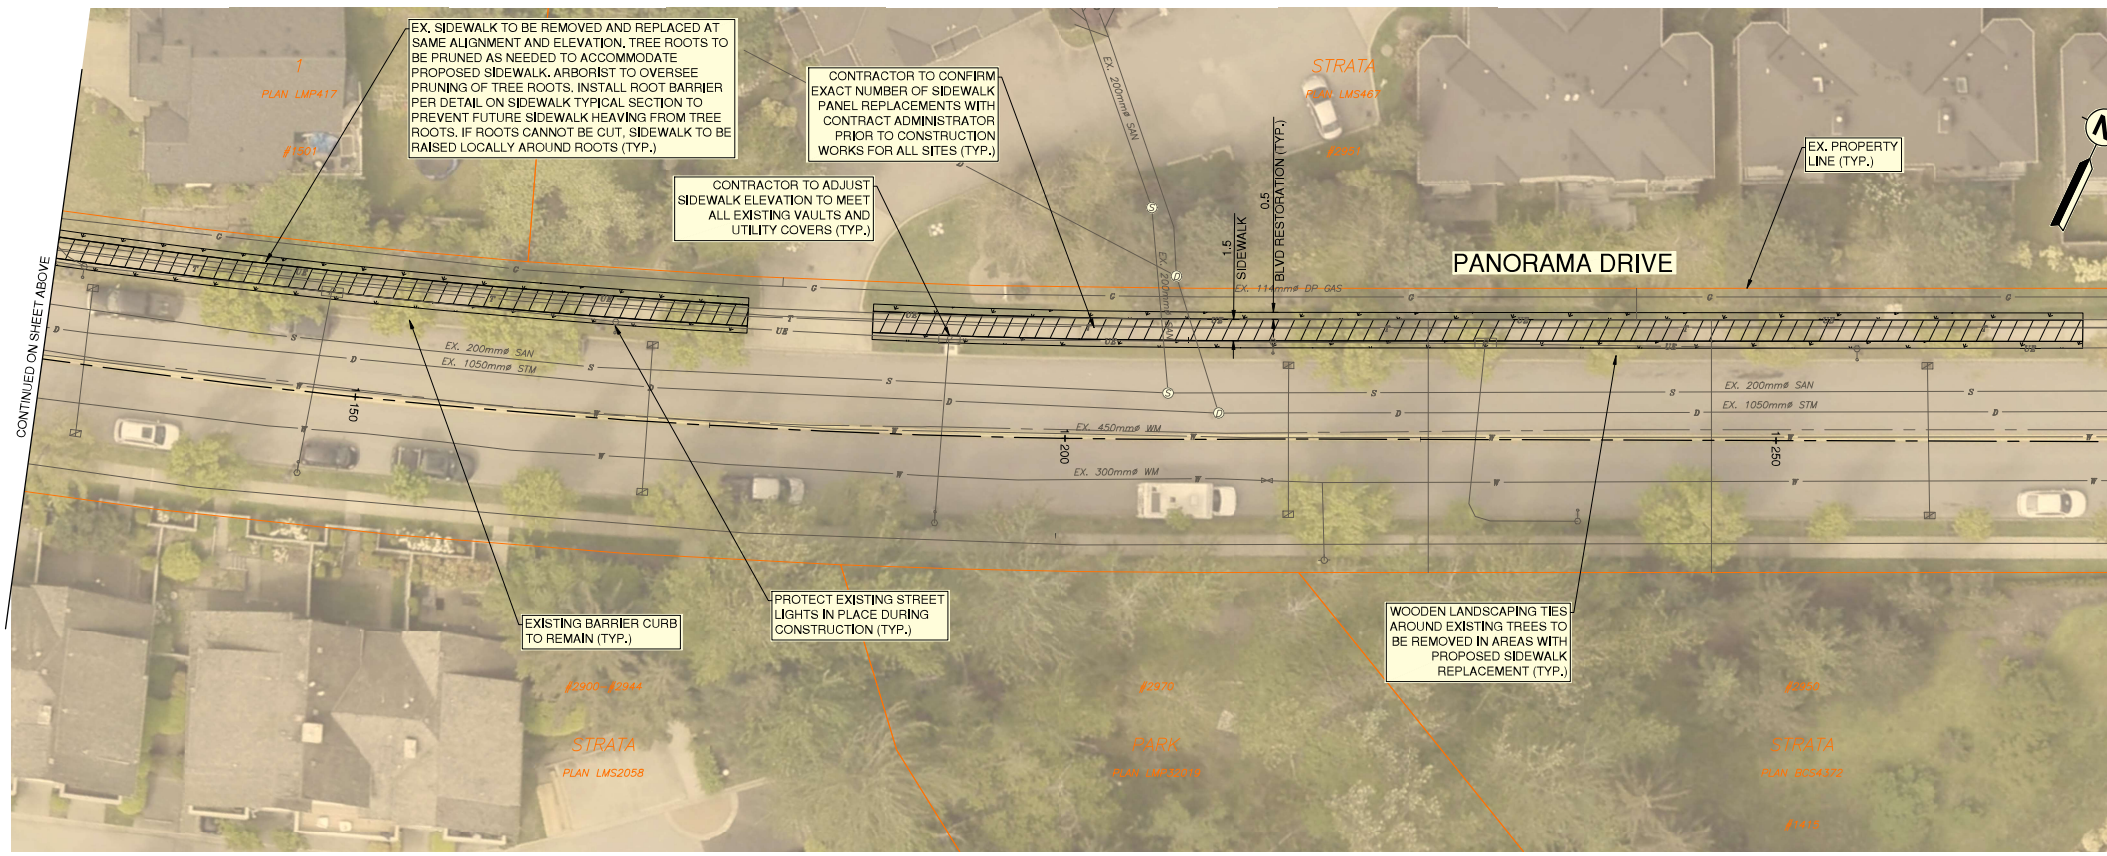 EX. SIDEWALK TO BE REMOVED AND REPLACED AT
SAME ALIGNMENT AND ELEVATION. TREE ROOTS TO
BE PRUNED AS NEEDED TO ACCOMMODATE
PROPOSED SIDEWALK. ARBORIST TO OVERSEE
PRUNING OF TREE ROOTS. INSTALL ROOT BARRIER
PER DETAIL ON SIDEWALK TYPICAL SECTION TO
PREVENT FUTURE SIDEWALK HEAVING FROM TREE
ROOTS. IF ROOTS CANNOT BE CUT, SIDEWALK TO BE
RAISED LOCALLY AROUND ROOTS (TYP.)
CONTRACTOR TO CONFIRM
EXACT NUMBER OF SIDEWALK
PANEL REPLACEMENTS WITH
CONTRACT ADMINISTRATOR
PRIOR TO CONSTRUCTION
WORKS FOR ALL SITES (TYP.)
CONTRACTOR TO ADJUST
SIDEWALK ELEVATION TO MEET
ALL EXISTING VAULTS AND
UTILITY COVERS (TYP.)
1
PLAN LMP417
EX. 200mmø SAN
STRATA
PLAN LMS467
EX. PROPERTY
LINE (TYP.)
N
1.5
SIDEWALK
0.5
BLVD RESTORATION (TYP.)
PANORAMA DRIVE
EX. 114mmø DP GAS
EX. 200mmø SAN
CONTINUED ON SHEET ABOVE
EX. 200mmø SAN
EX. 1050mmø STM
EX. 200mmø SAN
EX. 1050mmø STM
1+150
EX. 450mmø WM
1+200
1+250
EX. 300mmø WM
EXISTING BARRIER CURB
TO REMAIN (TYP.)
PROTECT EXISTING STREET
LIGHTS IN PLACE DURING
CONSTRUCTION (TYP.)
WOODEN LANDSCAPING TIES
AROUND EXISTING TREES TO
BE REMOVED IN AREAS WITH
PROPOSED SIDEWALK
REPLACEMENT (TYP.)
STRATA
PLAN LMS2058
PARK
STRATA